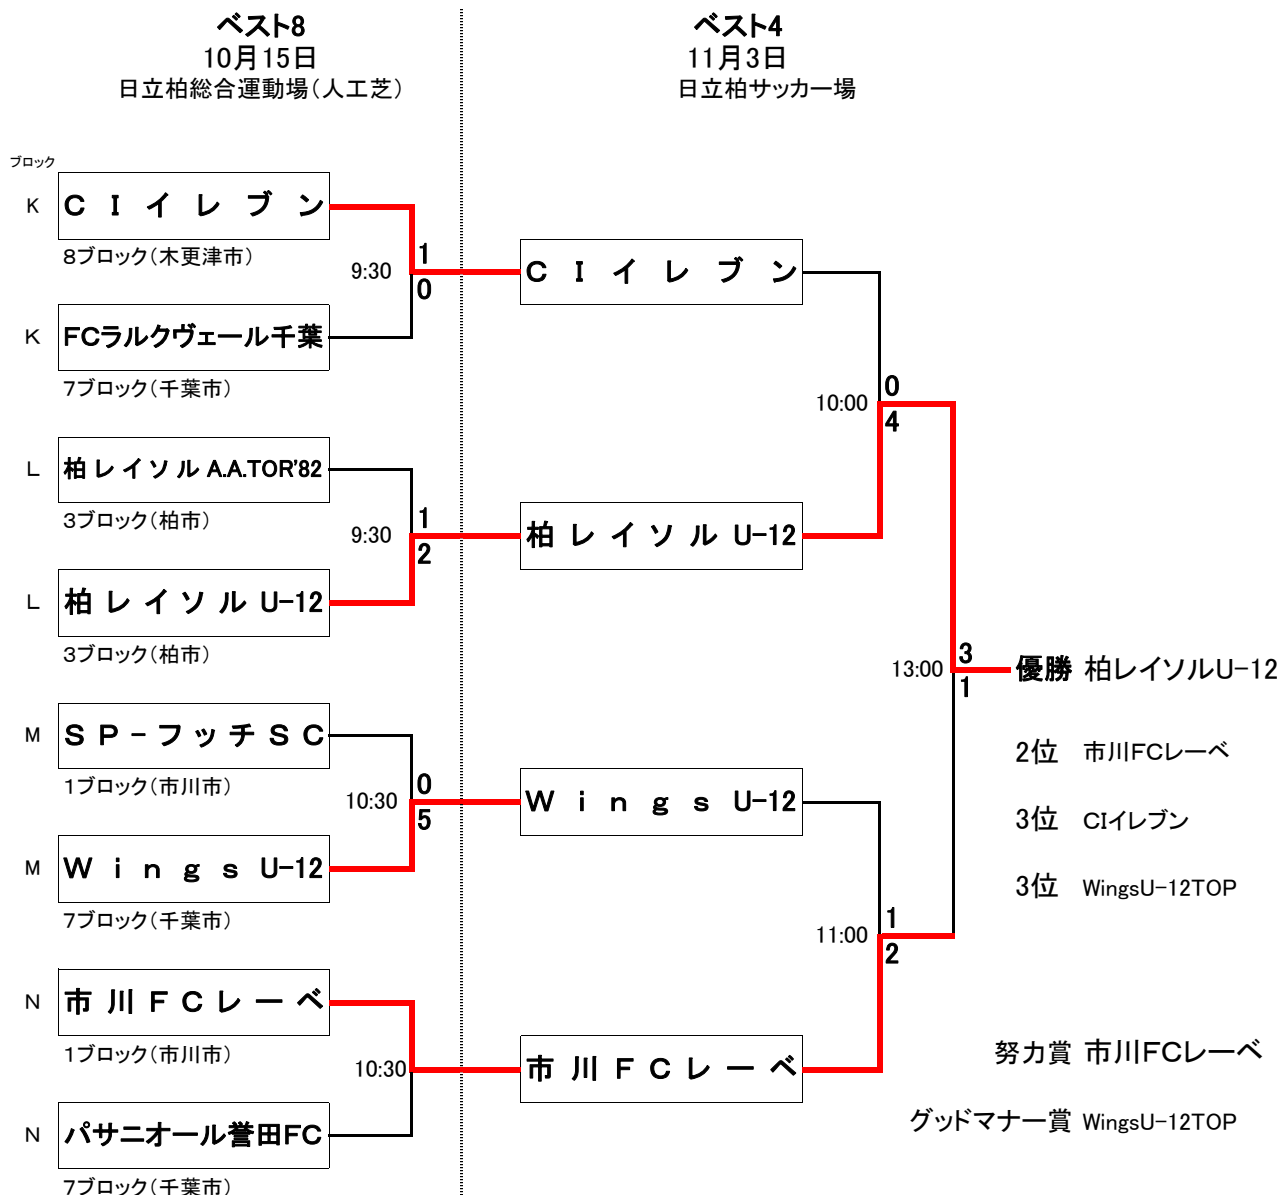 ベスト8
10月15日
日立柏総合運動場(人工芝)
ベスト4
11月3日
日立柏サッカー場
ブロック
K
CIイレブン
8ブロック(木更津市)
9:30
1
0
K
FCラルクヴェール千葉
7ブロック(千葉市)
L
柏レイソル A.A.TOR'82
3ブロック(柏市)
9:30
1
2
L
柏レイソル U-12
3ブロック(柏市)
M
SP-フッチSC
1ブロック(市川市)
10:30
0
5
M
Wings U-12
7ブロック(千葉市)
N
市川FCレーベ
1ブロック(市川市)
10:30
N
パサニオール誉田FC
7ブロック(千葉市)
CIイレブン
10:00
0
4
柏レイソル U-12
Wings U-12
11:00
1
2
市川FCレーベ
13:00
3
1
優勝 柏レイソルU-12
2位 市川FCレーベ
3位 CIイレブン
3位 WingsU-12TOP
努力賞 市川FCレーベ
グッドマナー賞 WingsU-12TOP